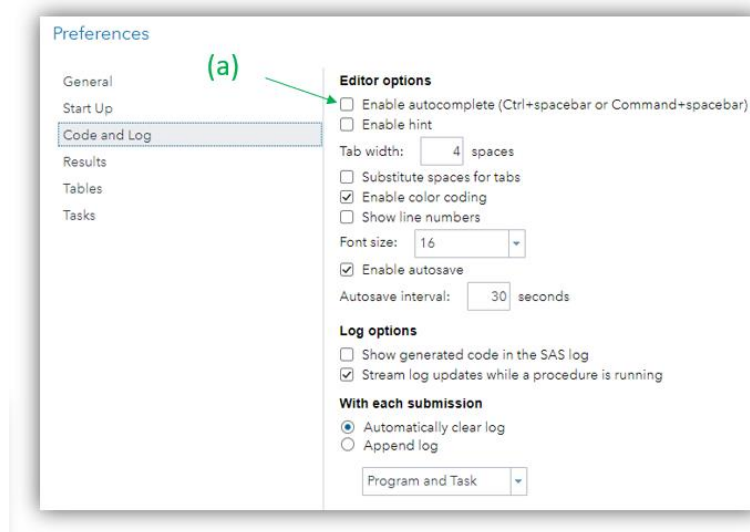 Preferences
(a)
General
Start Up
Code and Log
Results
Tables
Tasks
Editor options
Enable autocomplete (Ctrl+spacebar or Command+spacebar)
Enable hint
Tab width: 4 spaces
Substitute spaces for tabs
Enable color coding
Show line numbers
Font size: 16
Enable autosave
Autosave interval: 30 seconds
Log options
Show generated code in the SAS log
Stream log updates while a procedure is running
With each submission
Automatically clear log
Append log
Program and Task